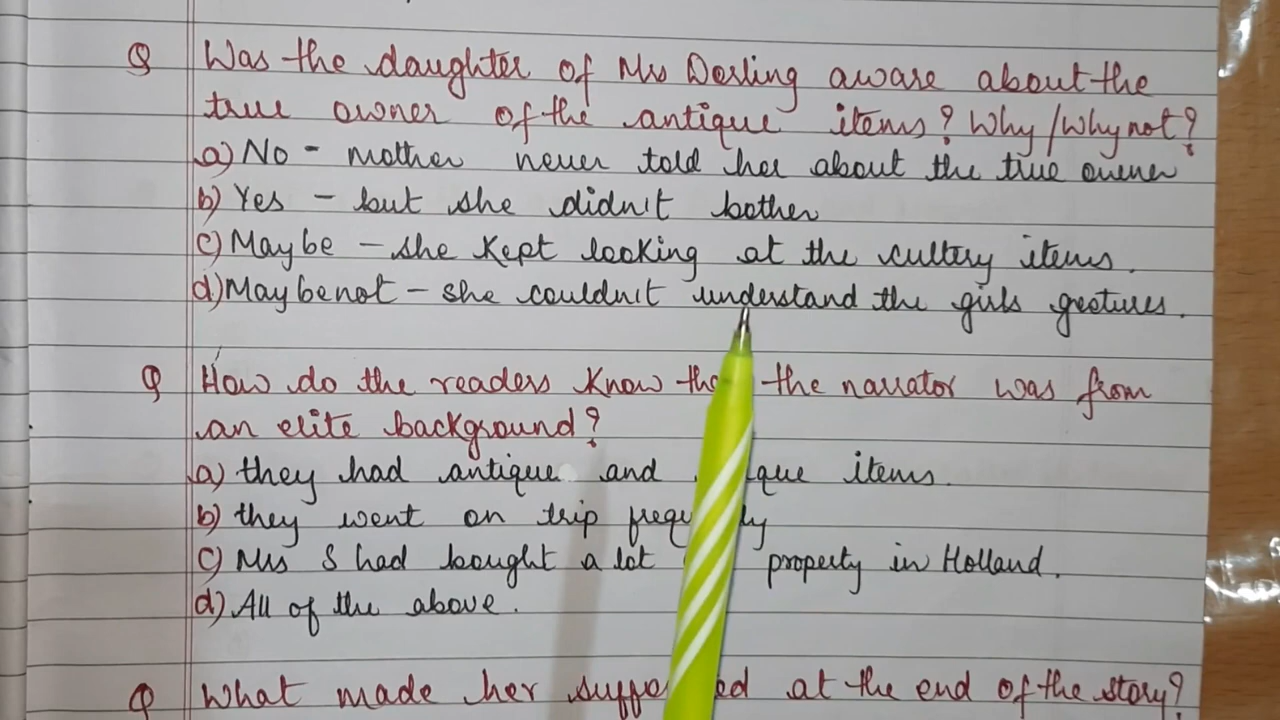 Q Was the daughter of Mrs Dorling aware about the
true owner of the antique items? Why/Why not?
a) No - mother never told her about the true owner
b) Yes - but she didn't bother
c) Maybe - she kept looking at the cultery items.
d) Maybe not - she couldn't understand the girls gestures.
Q How do the readers know the narrator was from
an elite background?
a) they had antique and items.
b) they went on trip
c) Mrs S had bought a lot property in Holland.
d) All of the above.
Q What made her at the end of the story?